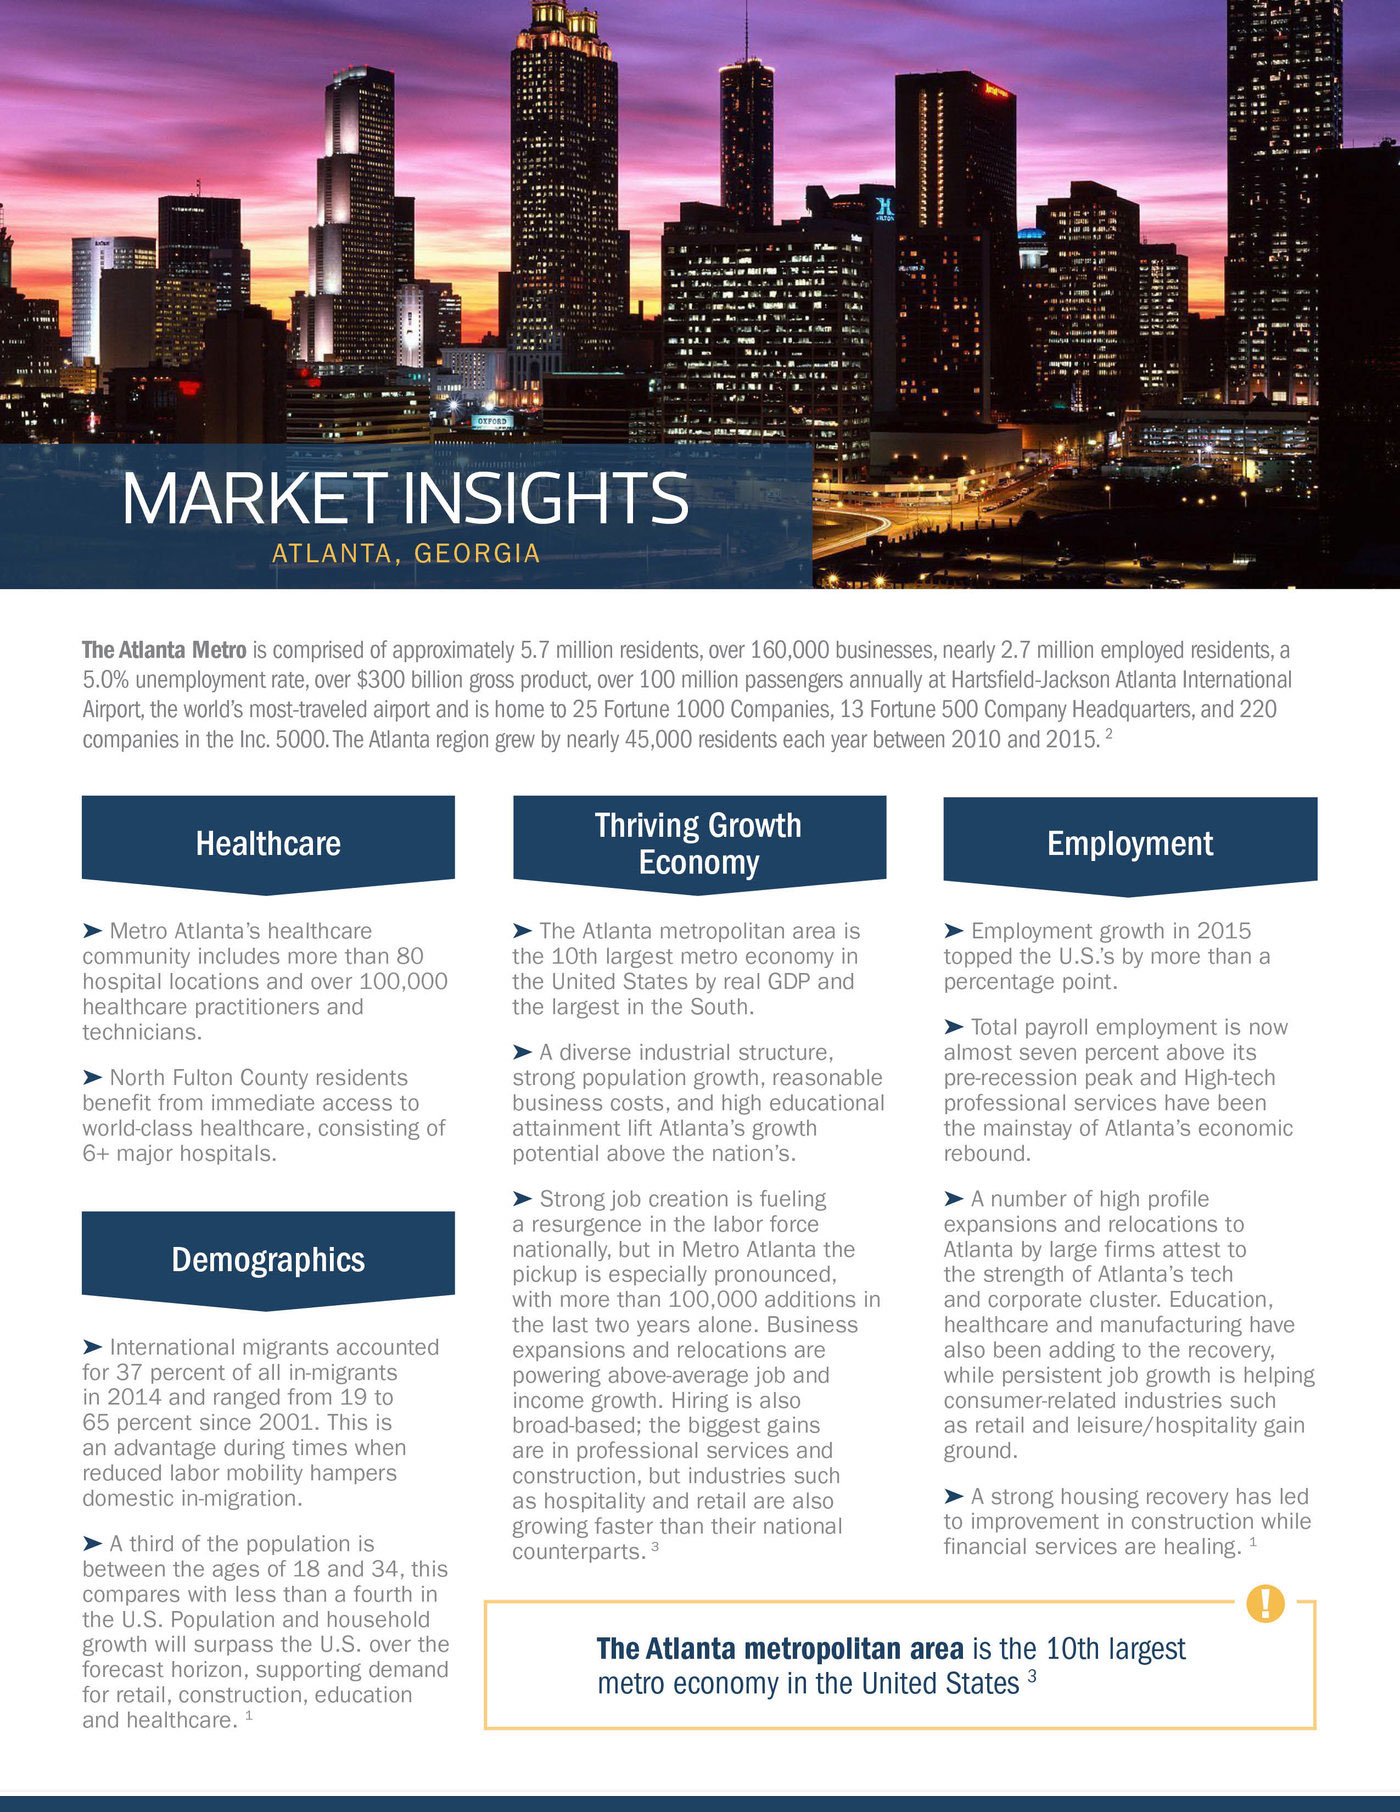 HILTON
OXFORD
MARKET INSIGHTS
ATLANTA, GEORGIA
The Atlanta Metro is comprised of approximately 5.7 million residents, over 160,000 businesses, nearly 2.7 million employed residents, a
5.0% unemployment rate, over $300 billion gross product, over 100 million passengers annually at Hartsfield-Jackson Atlanta International
Airport, the world's most-traveled airport and is home to 25 Fortune 1000 Companies, 13 Fortune 500 Company Headquarters, and 220
companies in the Inc. 5000. The Atlanta region grew by nearly 45,000 residents each year between 2010 and 2015. 2
Healthcare
➤ Metro Atlanta's healthcare
community includes more than 80
hospital locations and over 100,000
healthcare practitioners and
technicians.
➤ North Fulton County residents
benefit from immediate access to
world-class healthcare, consisting of
6+ major hospitals.
Demographics
➤ International migrants accounted
for 37 percent of all in-migrants
in 2014 and ranged from 19 to
65 percent since 2001. This is
an advantage during times when
reduced labor mobility hampers
domestic in-migration.
➤ A third of the population is
between the ages of 18 and 34, this
compares with less than a fourth in
the U.S. Population and household
growth will surpass the U.S. over the
forecast horizon, supporting demand
for retail, construction, education
and healthcare. 1
Thriving Growth
Economy
➤ The Atlanta metropolitan area is
the 10th largest metro economy in
the United States by real GDP and
the largest in the South.
➤ A diverse industrial structure,
strong population growth, reasonable
business costs, and high educational
attainment lift Atlanta's growth
potential above the nation's.
➤ Strong job creation is fueling
a resurgence in the labor force
nationally, but in Metro Atlanta the
pickup is especially pronounced,
with more than 100,000 additions in
the last two years alone. Business
expansions and relocations are
powering above-average job and
income growth. Hiring is also
broad-based; the biggest gains
are in professional services and
construction, but industries such
as hospitality and retail are also
growing faster than their national
counterparts. 3
Employment
➤ Employment growth in 2015
topped the U.S.'s by more than a
percentage point.
➤ Total payroll employment is now
almost seven percent above its
pre-recession peak and High-tech
professional services have been
the mainstay of Atlanta's economic
rebound.
➤ A number of high profile
expansions and relocations to
Atlanta by large firms attest to
the strength of Atlanta's tech
and corporate cluster. Education,
healthcare and manufacturing have
also been adding to the recovery,
while persistent job growth is helping
consumer-related industries such
as retail and leisure/hospitality gain
ground.
➤ A strong housing recovery has led
to improvement in construction while
financial services are healing. 1
!
The Atlanta metropolitan area is the 10th largest
metro economy in the United States 3